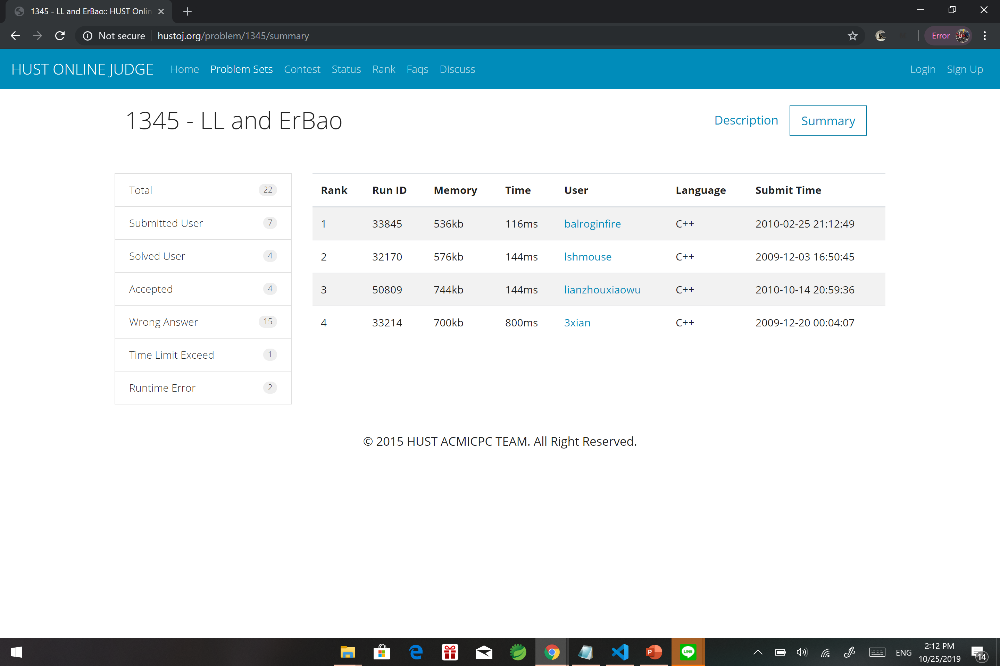 1345 - LL and ErBao:: HUST Onlin
Not secure hustoj.org/problem/1345/summary Error
HUST ONLINE JUDGE Home Problem Sets Contest Status Rank Faqs Discuss Login Sign Up
1345 - LL and ErBao Description Summary
Total 22
Submitted User 7
Solved User 4
Accepted 4
Wrong Answer 15
Time Limit Exceed 1
Runtime Error 2
Rank Run ID Memory Time User Language Submit Time
1 33845 536kb 116ms balroginfire C++ 2010-02-25 21:12:49
2 32170 576kb 144ms lshmouse C++ 2009-12-03 16:50:45
3 50809 744kb 144ms lianzhouxiaowu C++ 2010-10-14 20:59:36
4 33214 700kb 800ms 3xian C++ 2009-12-20 00:04:07
© 2015 HUST ACMICPC TEAM. All Right Reserved.
P LINE ENG 2:12 PM
10/25/2019 14